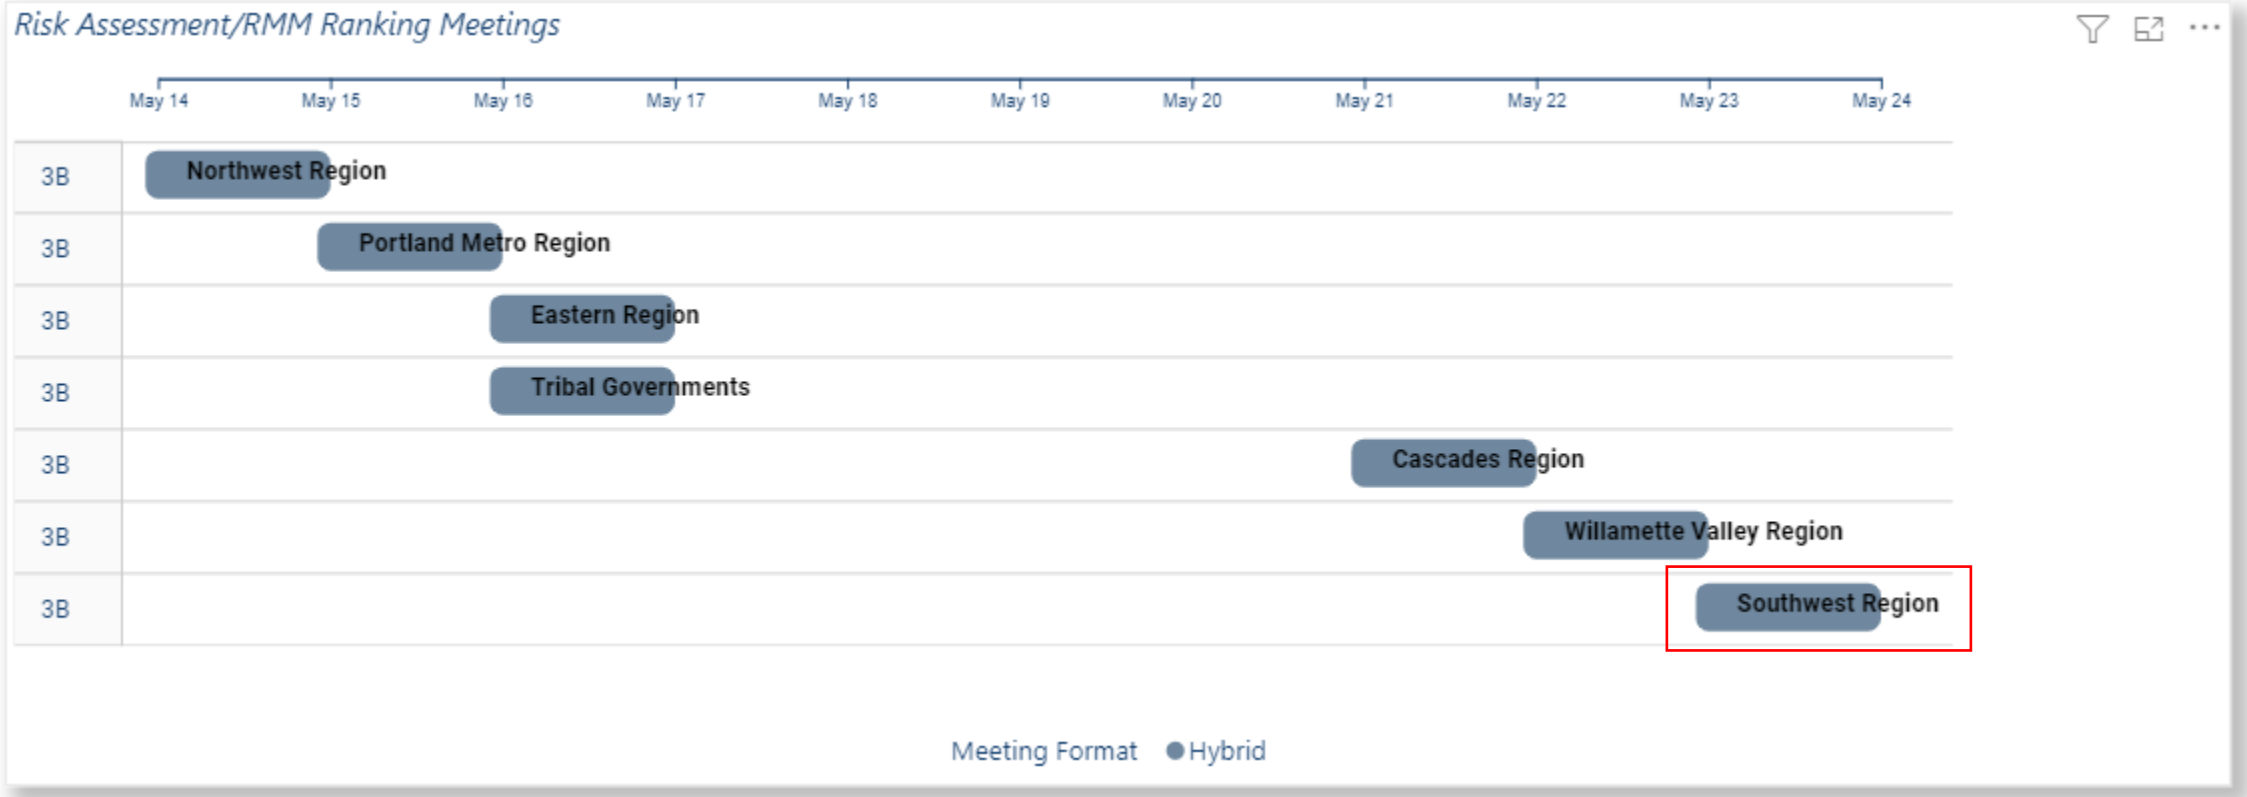 Risk Assessment/RMM Ranking Meetings
May 14 May 15 May 16 May 17 May 18 May 19 May 20 May 21 May 22 May 23 May 24
3B Northwest Region
3B Portland Metro Region
3B Eastern Region
3B Tribal Governments
3B Cascades Region
3B Willamette Valley Region
3B Southwest Region
Meeting Format Hybrid